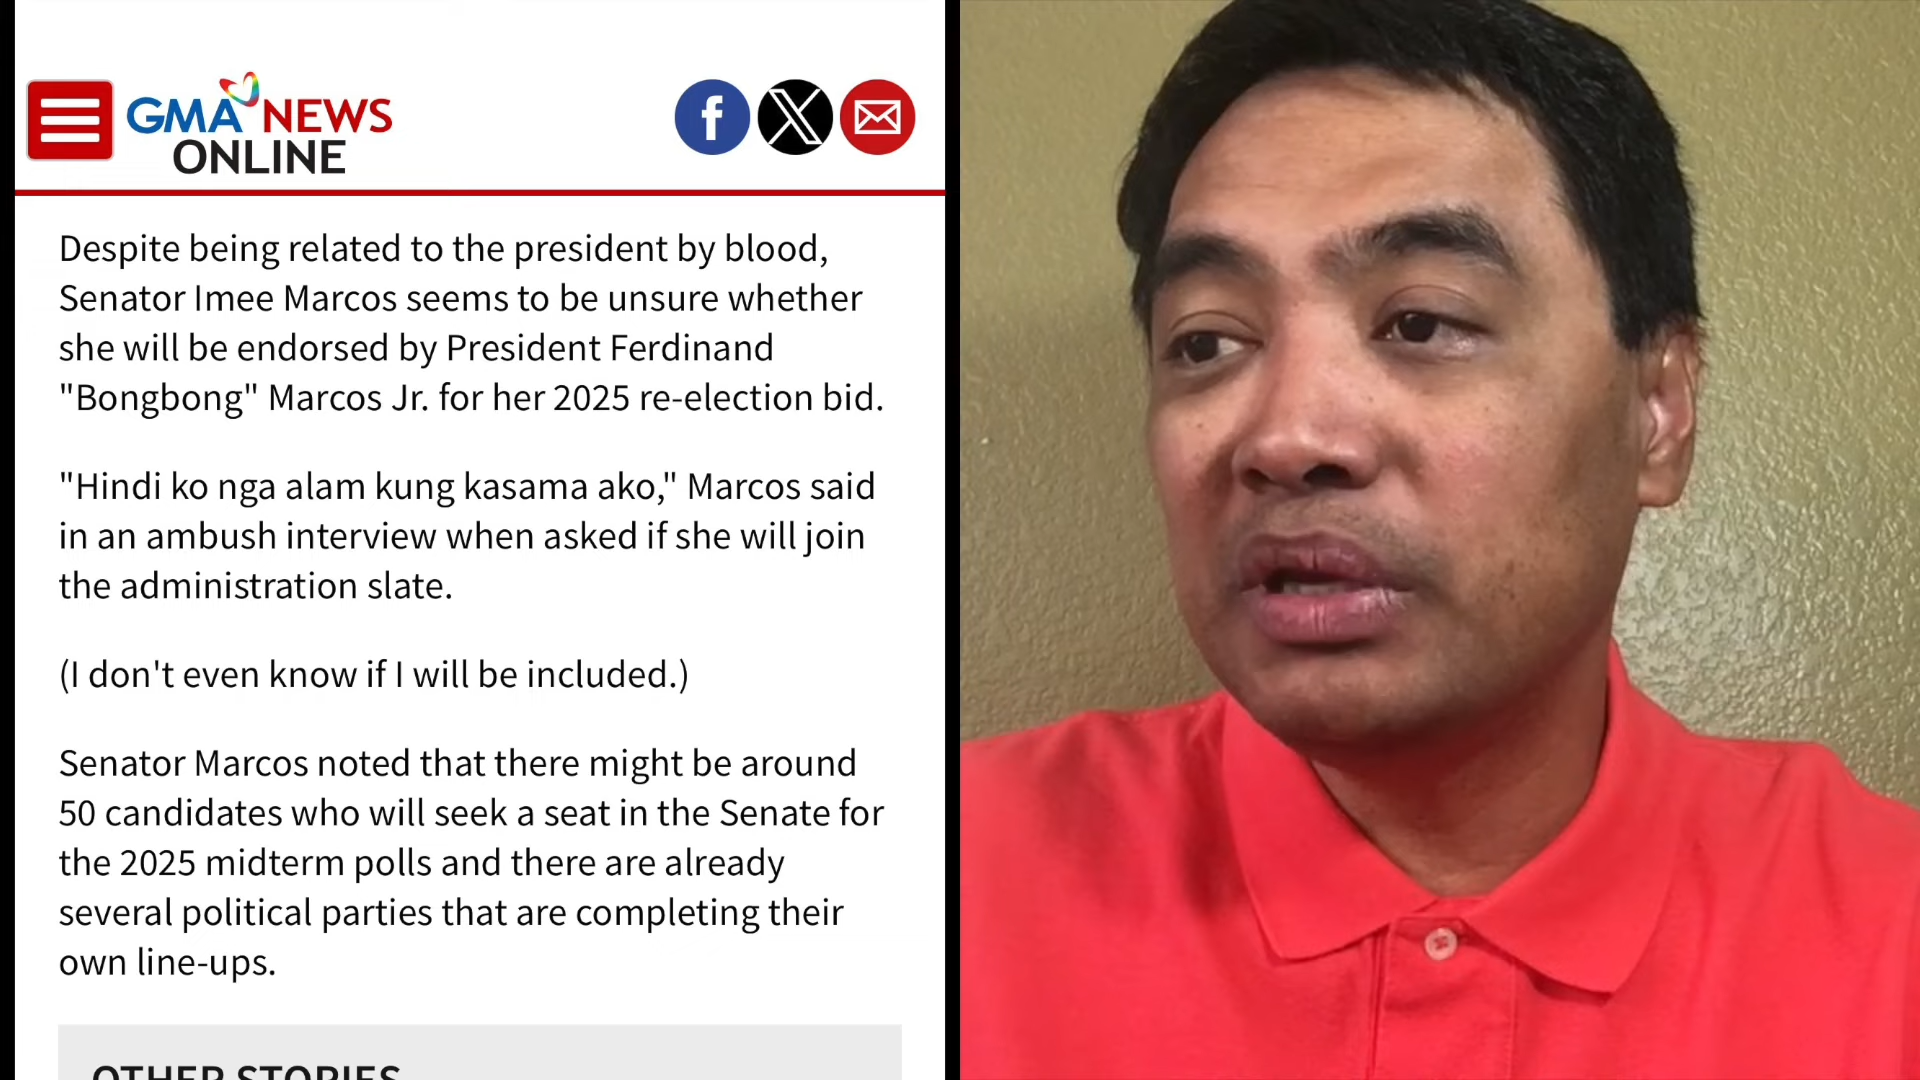 GMA NEWS
ONLINE
Despite being related to the president by blood,
Senator Imee Marcos seems to be unsure whether
she will be endorsed by President Ferdinand
"Bongbong" Marcos Jr. for her 2025 re-election bid.
"Hindi ko nga alam kung kasama ako," Marcos said
in an ambush interview when asked if she will join
the administration slate.
(I don't even know if I will be included.)
Senator Marcos noted that there might be around
50 candidates who will seek a seat in the Senate for
the 2025 midterm polls and there are already
several political parties that are completing their
own line-ups.
OTHER STORIES